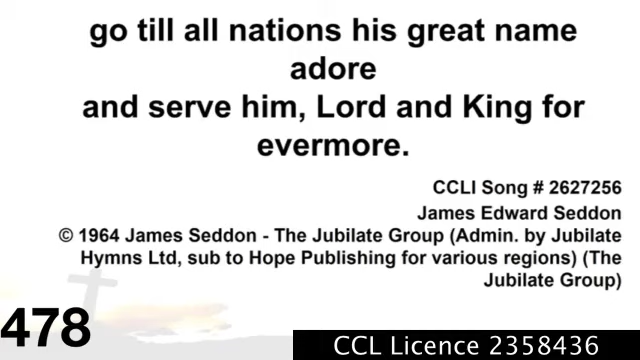 go till all nations his great name
adore
and serve him, Lord and King for
evermore.
CCLI Song # 2627256
James Edward Seddon
© 1964 James Seddon - The Jubilate Group (Admin. by Jubilate
Hymns Ltd, sub to Hope Publishing for various regions) (The
Jubilate Group)
478
CCL Licence 2358436